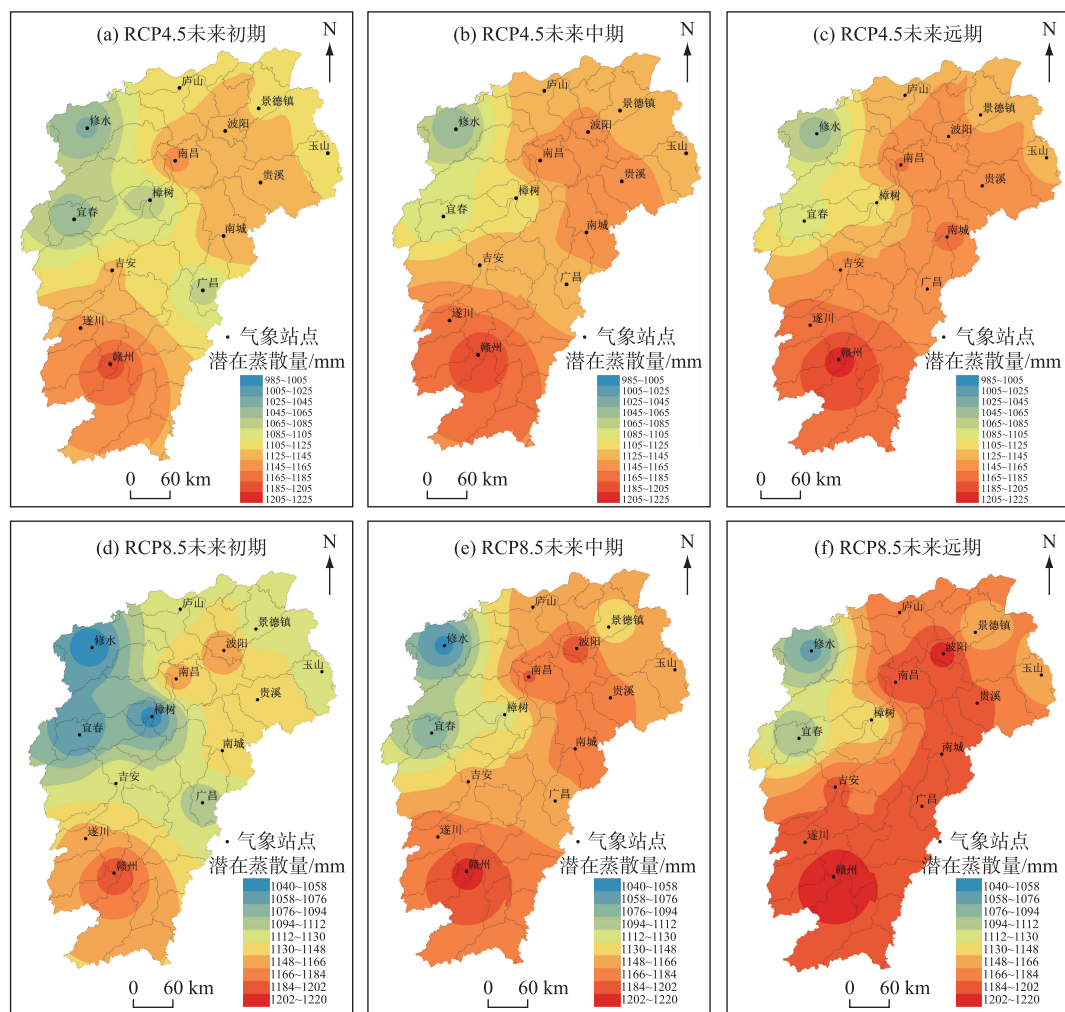 (a) RCP4.5未来初期
N
庐山
景德镇
修水
波阳
玉山
南昌
贵溪
樟树
宜春
南城
吉安
广昌
遂川
赣州
气象站点
潜在蒸散量/mm
985~1005
1005~1025
1025~1045
1045~1065
1065~1085
1085~1105
1105~1125
1125~1145
1145~1165
1165~1185
1185~1205
1205~1225
0 60 km
(b) RCP4.5未来中期
N
庐山
景德镇
修水
波阳
玉山
南昌
贵溪
樟树
宜春
南城
吉安
广昌
遂川
赣州
气象站点
潜在蒸散量/mm
985~1005
1005~1025
1025~1045
1045~1065
1065~1085
1085~1105
1105~1125
1125~1145
1145~1165
1165~1185
1185~1205
1205~1225
0 60 km
(c) RCP4.5未来远期
N
庐山
景德镇
修水
波阳
玉山
南昌
贵溪
樟树
宜春
南城
吉安
广昌
遂川
赣州
气象站点
潜在蒸散量/mm
985~1005
1005~1025
1025~1045
1045~1065
1065~1085
1085~1105
1105~1125
1125~1145
1145~1165
1165~1185
1185~1205
1205~1225
0 60 km
(d) RCP8.5未来初期
N
庐山
景德镇
修水
波阳
玉山
南昌
贵溪
樟树
宜春
南城
吉安
广昌
遂川
赣州
气象站点
潜在蒸散量/mm
1040~1058
1058~1076
1076~1094
1094~1112
1112~1130
1130~1148
1148~1166
1166~1184
1184~1202
1202~1220
0 60 km
(e) RCP8.5未来中期
N
庐山
景德镇
修水
波阳
玉山
南昌
贵溪
樟树
宜春
南城
吉安
广昌
遂川
赣州
气象站点
潜在蒸散量/mm
1040~1058
1058~1076
1076~1094
1094~1112
1112~1130
1130~1148
1148~1166
1166~1184
1184~1202
1202~1220
0 60 km
(f) RCP8.5未来远期
N
庐山
景德镇
修水
波阳
玉山
南昌
贵溪
樟树
宜春
南城
吉安
广昌
遂川
赣州
气象站点
潜在蒸散量/mm
1040~1058
1058~1076
1076~1094
1094~1112
1112~1130
1130~1148
1148~1166
1166~1184
1184~1202
1202~1220
0 60 km